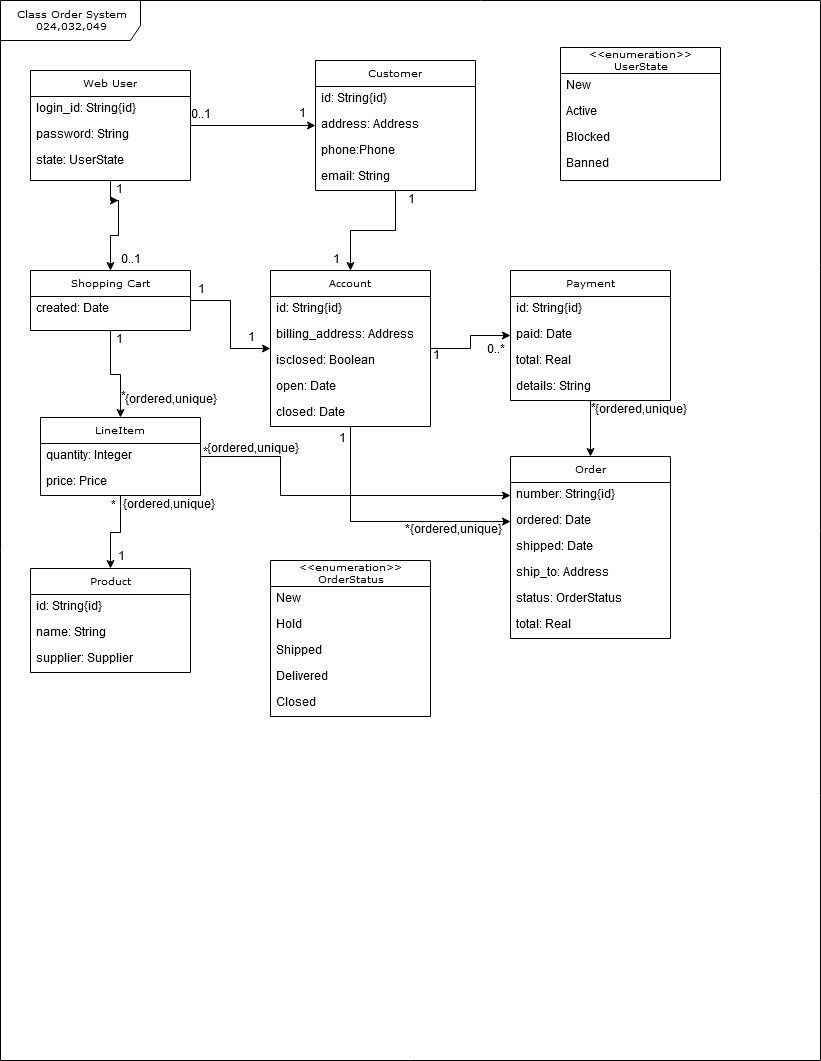 Class Order System
024,032,049
Web User
login_id: String{id}
password: String
state: UserState
0..1
1
Customer
id: String{id}
address: Address
phone:Phone
email: String
<<enumeration>>
UserState
New
Active
Blocked
Banned
1
0..1
1
1
Shopping Cart
created: Date
1
1
Account
id: String{id}
billing_address: Address
isclosed: Boolean
open: Date
closed: Date
1
0..*
Payment
id: String{id}
paid: Date
total: Real
details: String
1
*{ordered,unique}
*{ordered,unique}
LineItem
quantity: Integer
price: Price
*{ordered,unique}
1
*{ordered,unique}
Order
number: String{id}
ordered: Date
shipped: Date
ship_to: Address
status: OrderStatus
total: Real
* {ordered,unique}
1
Product
id: String{id}
name: String
supplier: Supplier
<<enumeration>>
OrderStatus
New
Hold
Shipped
Delivered
Closed